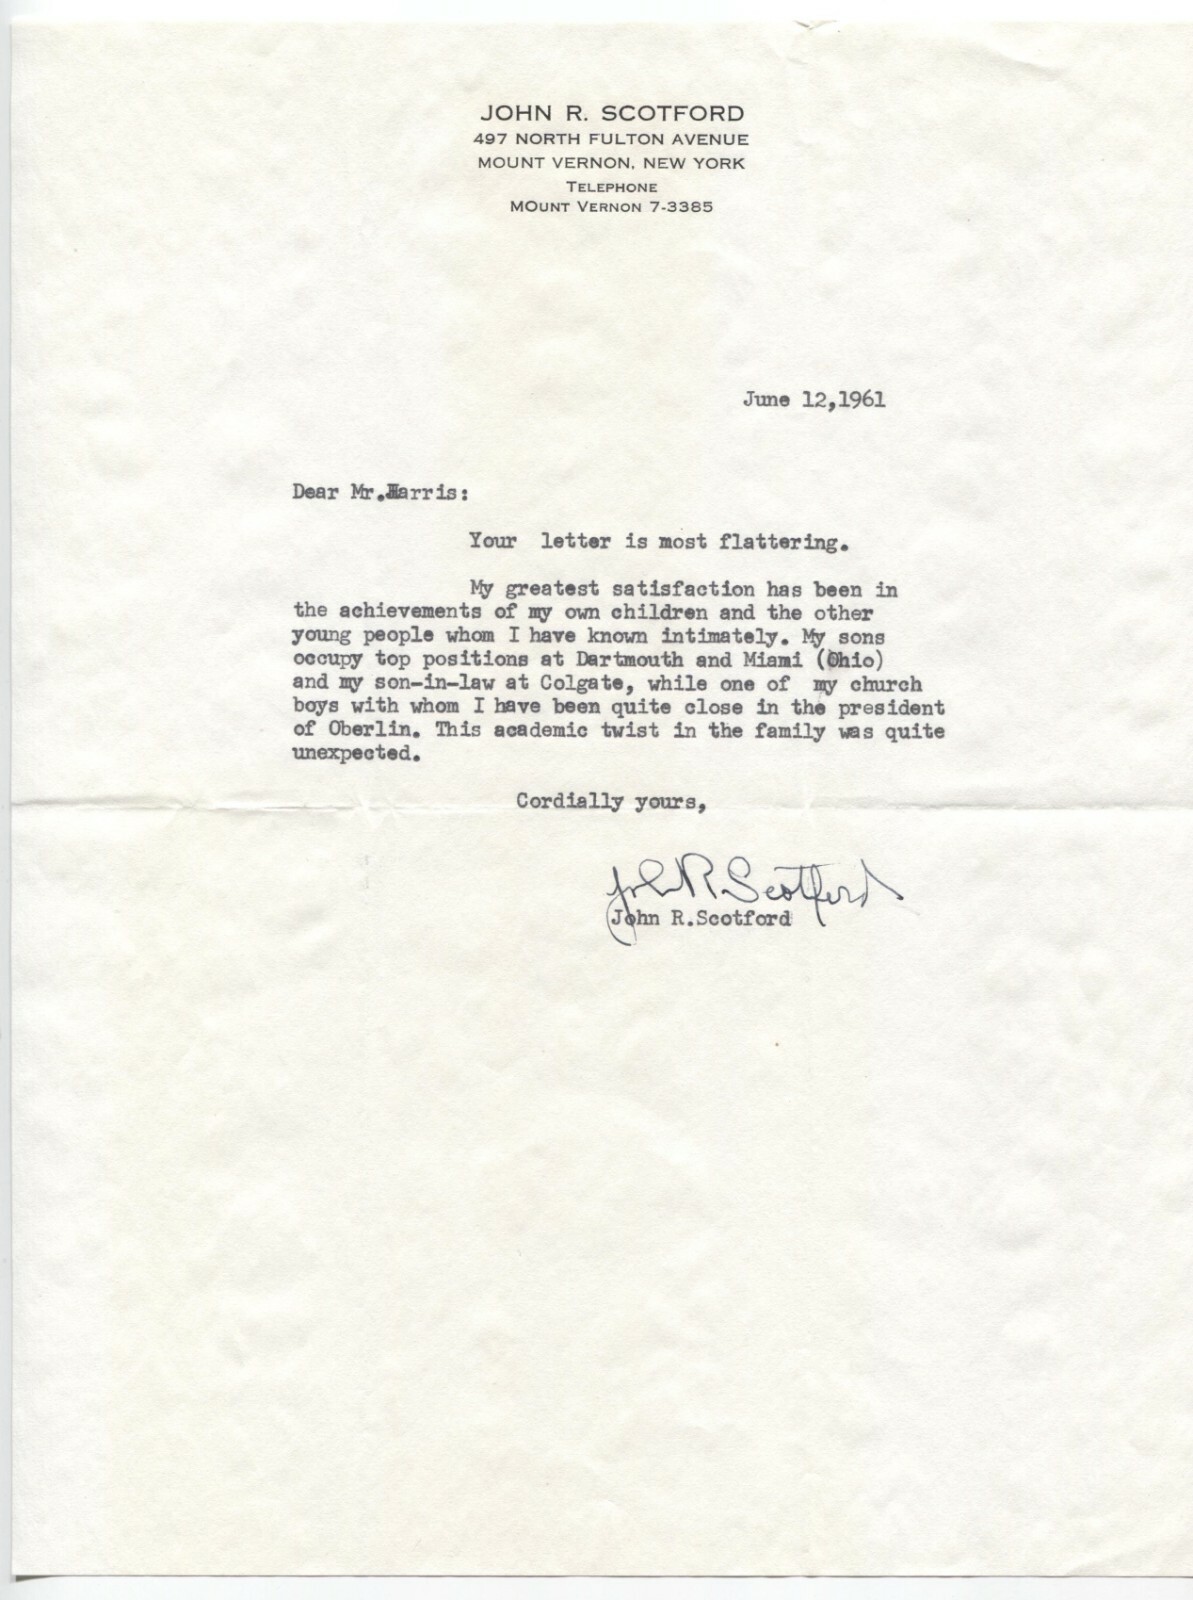 JOHN R. SCOTFORD
497 NORTH FULTON AVENUE
MOUNT VERNON, NEW YORK
TELEPHONE
MOUNT VERNON 7-3385
June 12,1961
Dear Mr.Harris:
Your letter is most flattering.
My greatest satisfaction has been in
the achievements of my own children and the other
young people whom I have known intimately. My sons
occupy top positions at Dartmouth and Miami (Ohio)
and my son-in-law at Colgate, while one of my church
boys with whom I have been quite close in the president
of Oberlin. This academic twist in the family was quite
unexpected.
Cordially yours,
John R Scotford
John R.Scotford